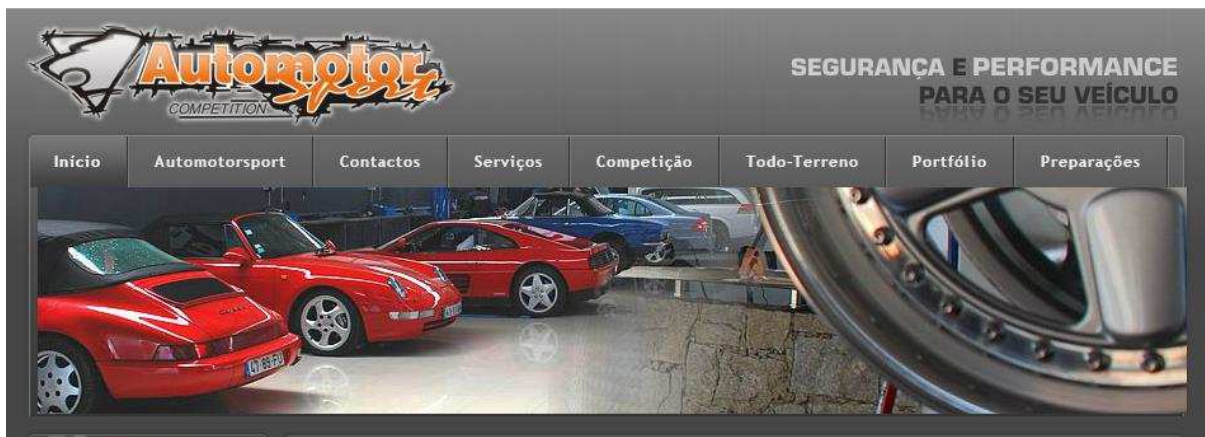 Automotor
Sport
COMPETITION
SEGURANÇA E PERFORMANCE
PARA O SEU VEÍCULO
Início Automotorsport Contactos Serviços Competição Todo-Terreno Portfólio Preparações